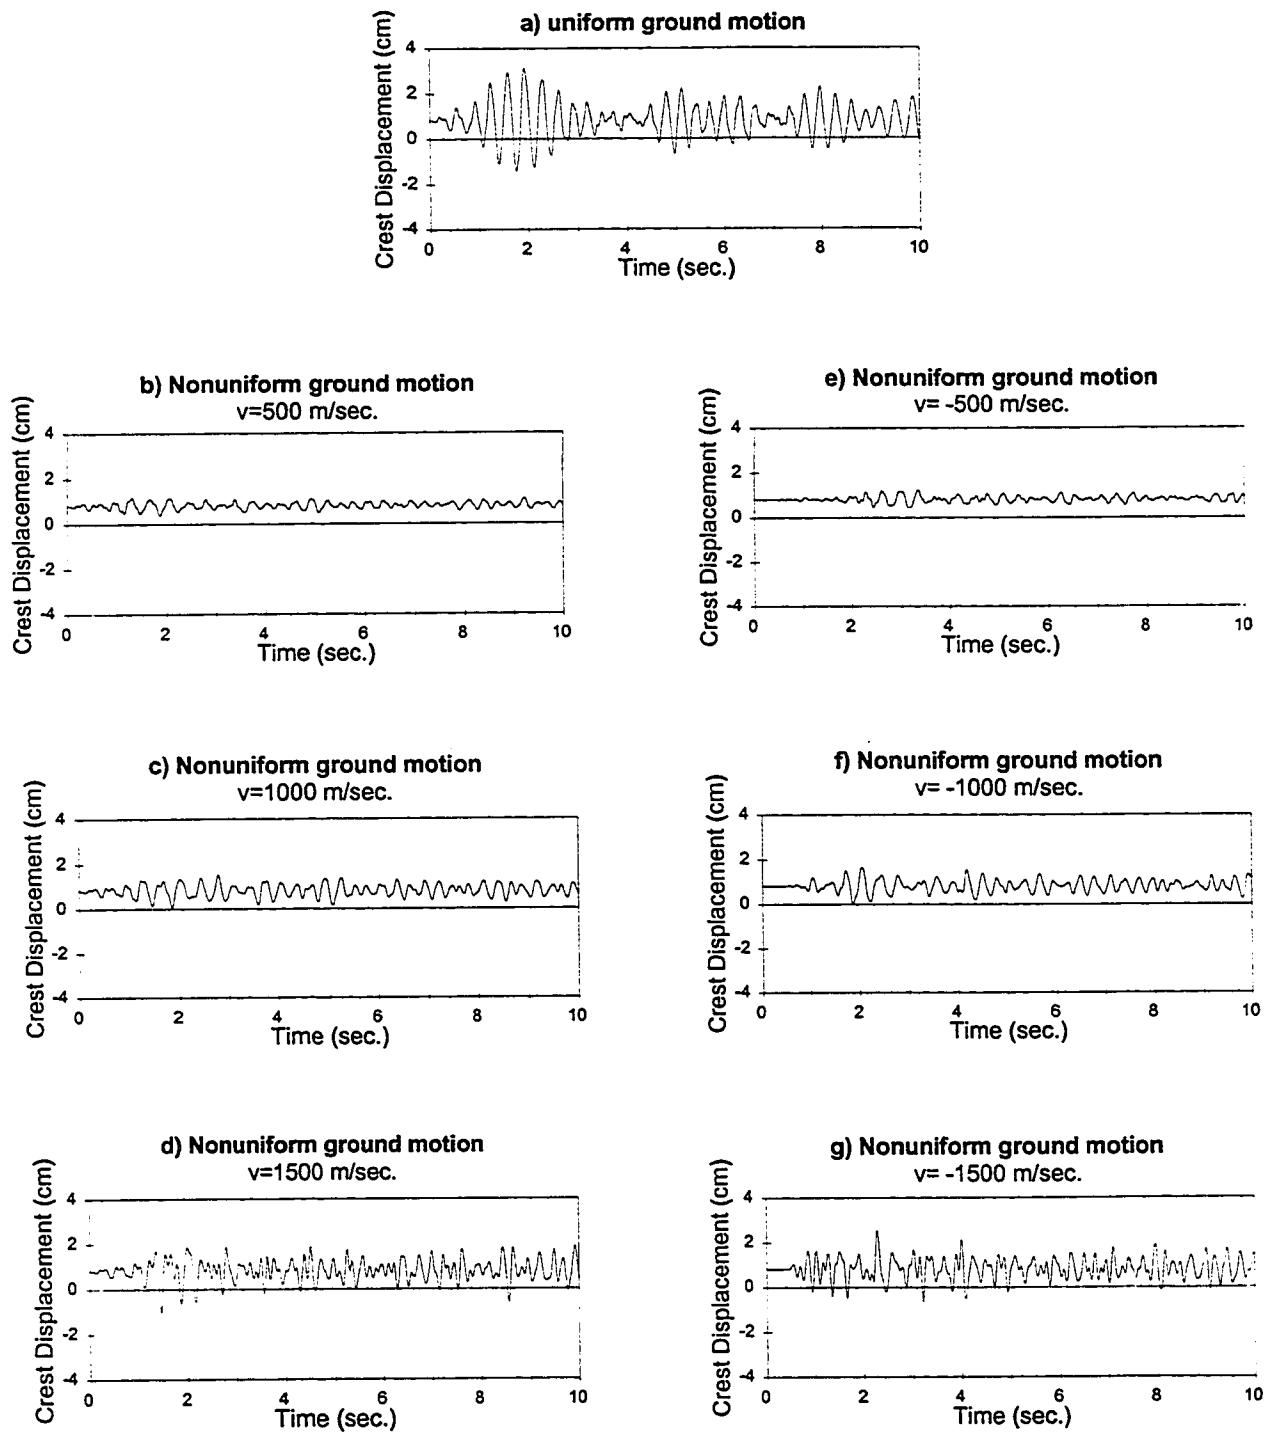 a) uniform ground motion
Crest Displacement (cm)
4
2
0
-2
-4
0 2 4 6 8 10
Time (sec.)
b) Nonuniform ground motion
v=500 m/sec.
Crest Displacement (cm)
4
2
0
-2
-4
0 2 4 6 8 10
Time (sec.)
e) Nonuniform ground motion
v= -500 m/sec.
Crest Displacement (cm)
4
2
0
-2
-4
0 2 4 6 8 10
Time (sec.)
c) Nonuniform ground motion
v=1000 m/sec.
Crest Displacement (cm)
4
2
0
-2
-4
0 2 4 6 8 10
Time (sec.)
f) Nonuniform ground motion
v= -1000 m/sec.
Crest Displacement (cm)
4
2
0
-2
-4
0 2 4 6 8 10
Time (sec.)
d) Nonuniform ground motion
v=1500 m/sec.
Crest Displacement (cm)
4
2
0
-2
-4
0 2 4 6 8 10
Time (sec.)
g) Nonuniform ground motion
v= -1500 m/sec.
Crest Displacement (cm)
4
2
0
-2
-4
0 2 4 6 8 10
Time (sec.)